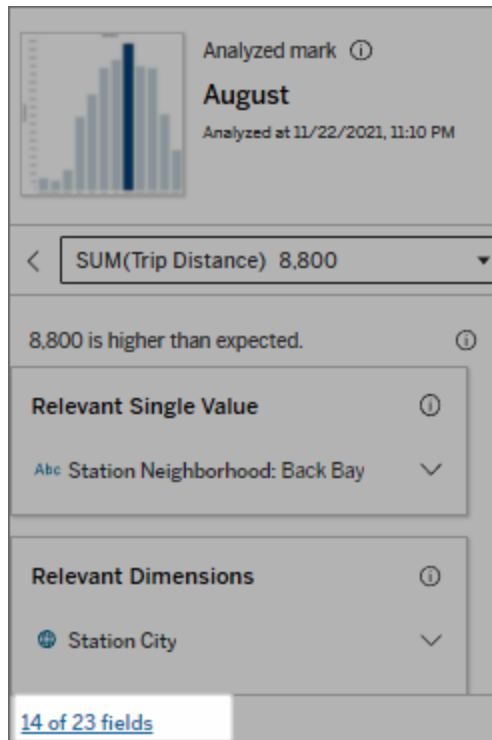 Analyzed mark
August
Analyzed at 11/22/2021, 11:10 PM
SUM(Trip Distance) 8,800
8,800 is higher than expected.
Relevant Single Value
Abc Station Neighborhood: Back Bay
Relevant Dimensions
Station City
14 of 23 fields